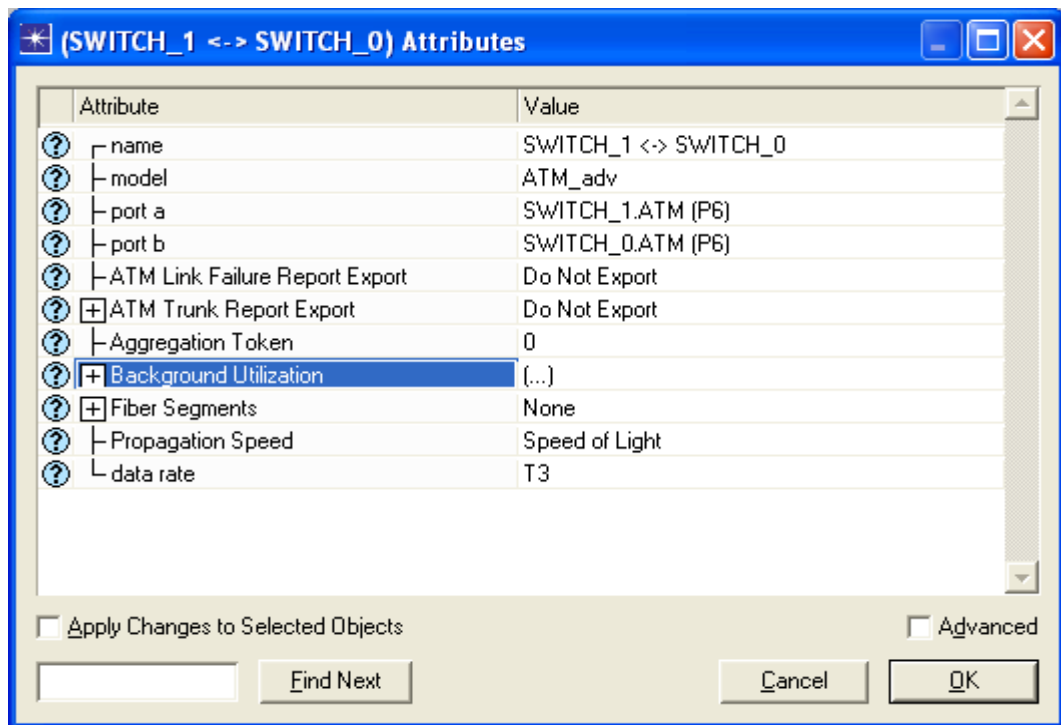 (SWITCH_1 <-> SWITCH_0) Attributes
Attribute Value
name SWITCH_1 <-> SWITCH_0
model ATM_adv
port a SWITCH_1.ATM (P6)
port b SWITCH_0.ATM (P6)
ATM Link Failure Report Export Do Not Export
ATM Trunk Report Export Do Not Export
Aggregation Token 0
Background Utilization (...)
Fiber Segments None
Propagation Speed Speed of Light
data rate T3
Apply Changes to Selected Objects Advanced
Find Next Cancel OK